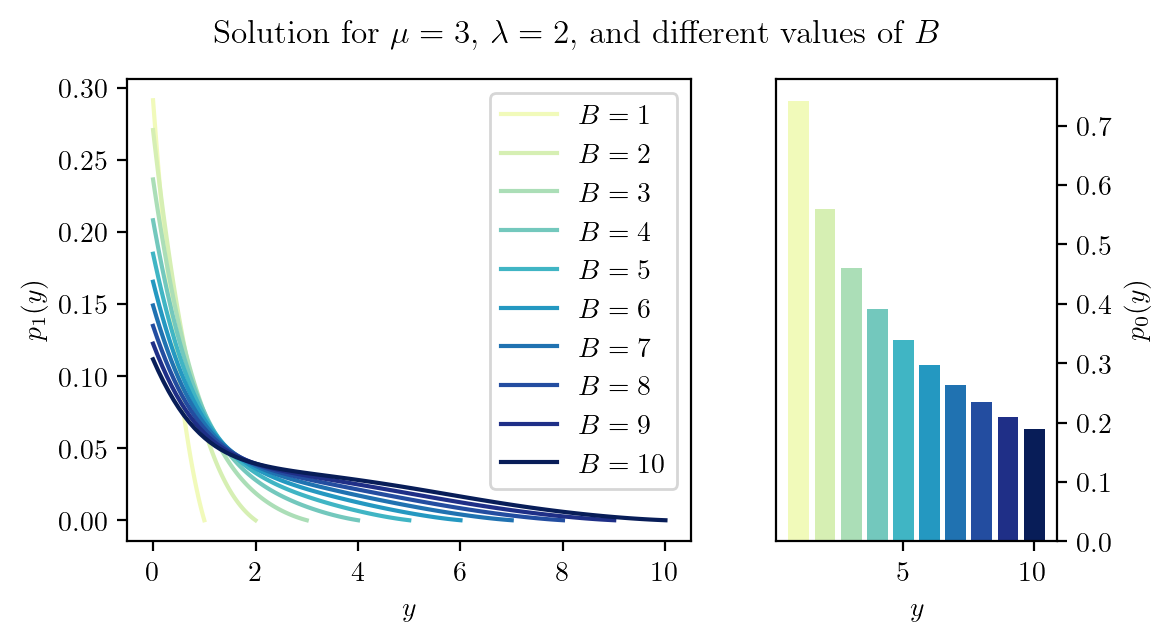 Solution for μ = 3, λ = 2, and different values of B
0.30
0.25
0.20
0.15
0.10
0.05
0.00
p₁(y)
0 2 4 6 8 10
y
B = 1
B = 2
B = 3
B = 4
B = 5
B = 6
B = 7
B = 8
B = 9
B = 10
0.7
0.6
0.5
0.4
0.3
0.2
0.1
0.0
p₀(y)
5 10
y